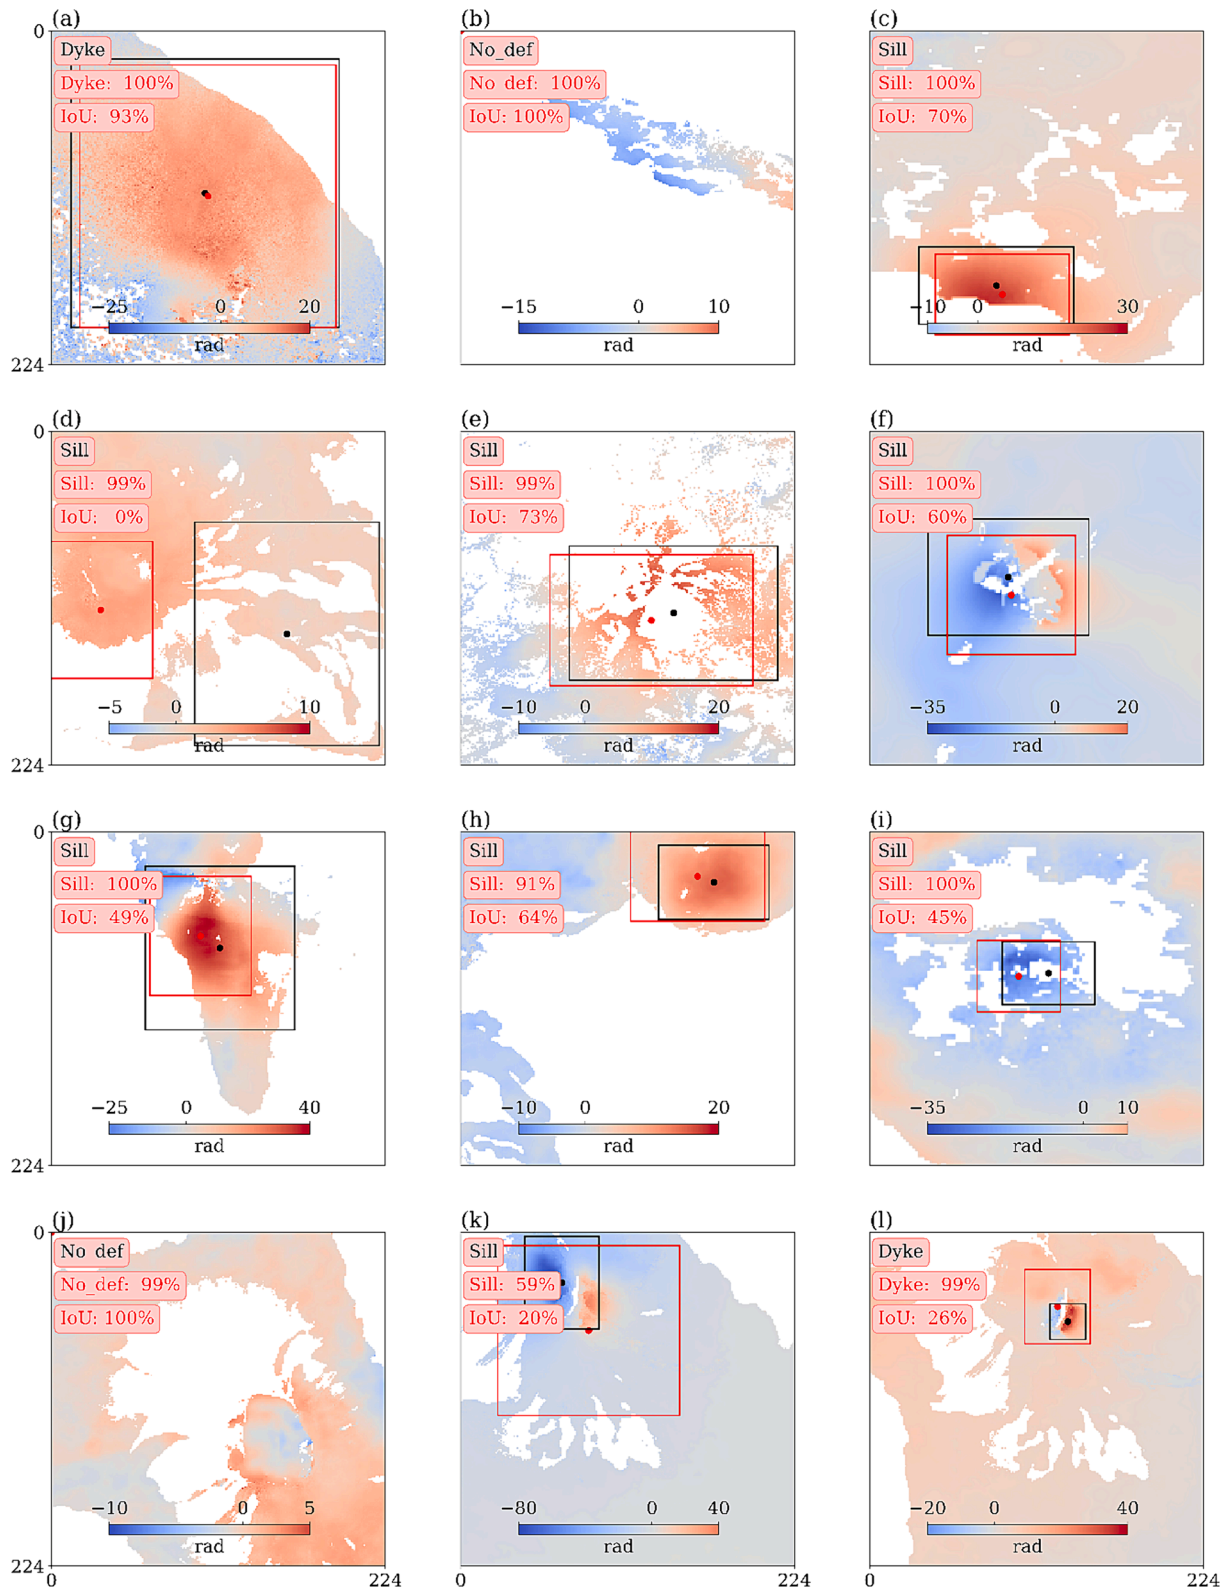 (a)
0
Dyke
Dyke: 100%
IoU: 93%
−25 0 20
rad
224
(b)
No_def
No def: 100%
IoU: 100%
−15 0 10
rad
(c)
Sill
Sill: 100%
IoU: 70%
−10 0 30
rad
(d)
0
Sill
Sill: 99%
IoU: 0%
−5 0 10
rad
224
(e)
Sill
Sill: 99%
IoU: 73%
−10 0 20
rad
(f)
Sill
Sill: 100%
IoU: 60%
−35 0 20
rad
(g)
0
Sill
Sill: 100%
IoU: 49%
−25 0 40
rad
224
(h)
Sill
Sill: 91%
IoU: 64%
−10 0 20
rad
(i)
Sill
Sill: 100%
IoU: 45%
−35 0 10
rad
(j)
0
No def
No_def: 99%
IoU: 100%
−10 0 5
rad
224
0 224
(k)
Sill
Sill: 59%
IoU: 20%
−80 0 40
rad
0 224
(l)
Dyke
Dyke: 99%
IoU: 26%
−20 0 40
rad
0 224